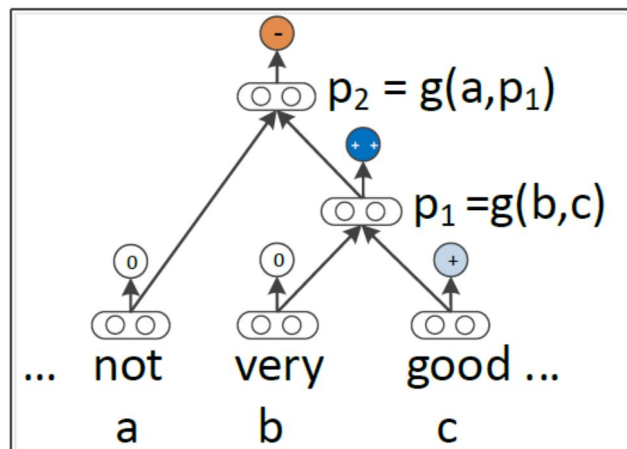 -
p₂ = g(a,p₁)
+ +
p₁ =g(b,c)
0 0 +
... not very good ...
a b c